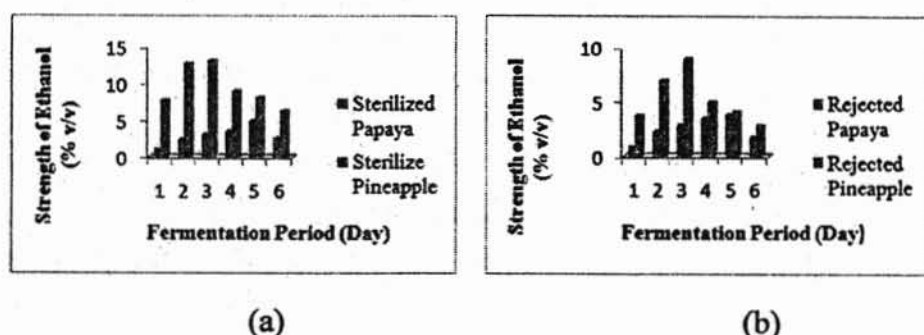 15
10
5
0
Strength of Ethanol
(% v/v)
1 2 3 4 5 6
Fermentation Period (Day)
Sterilized
Papaya
Sterilize
Pineapple
(a)
10
5
0
Strength of Ethanol
(% v/v)
1 2 3 4 5 6
Fermentation Period (Day)
Rejected
Papaya
Rejected
Pineapple
(b)